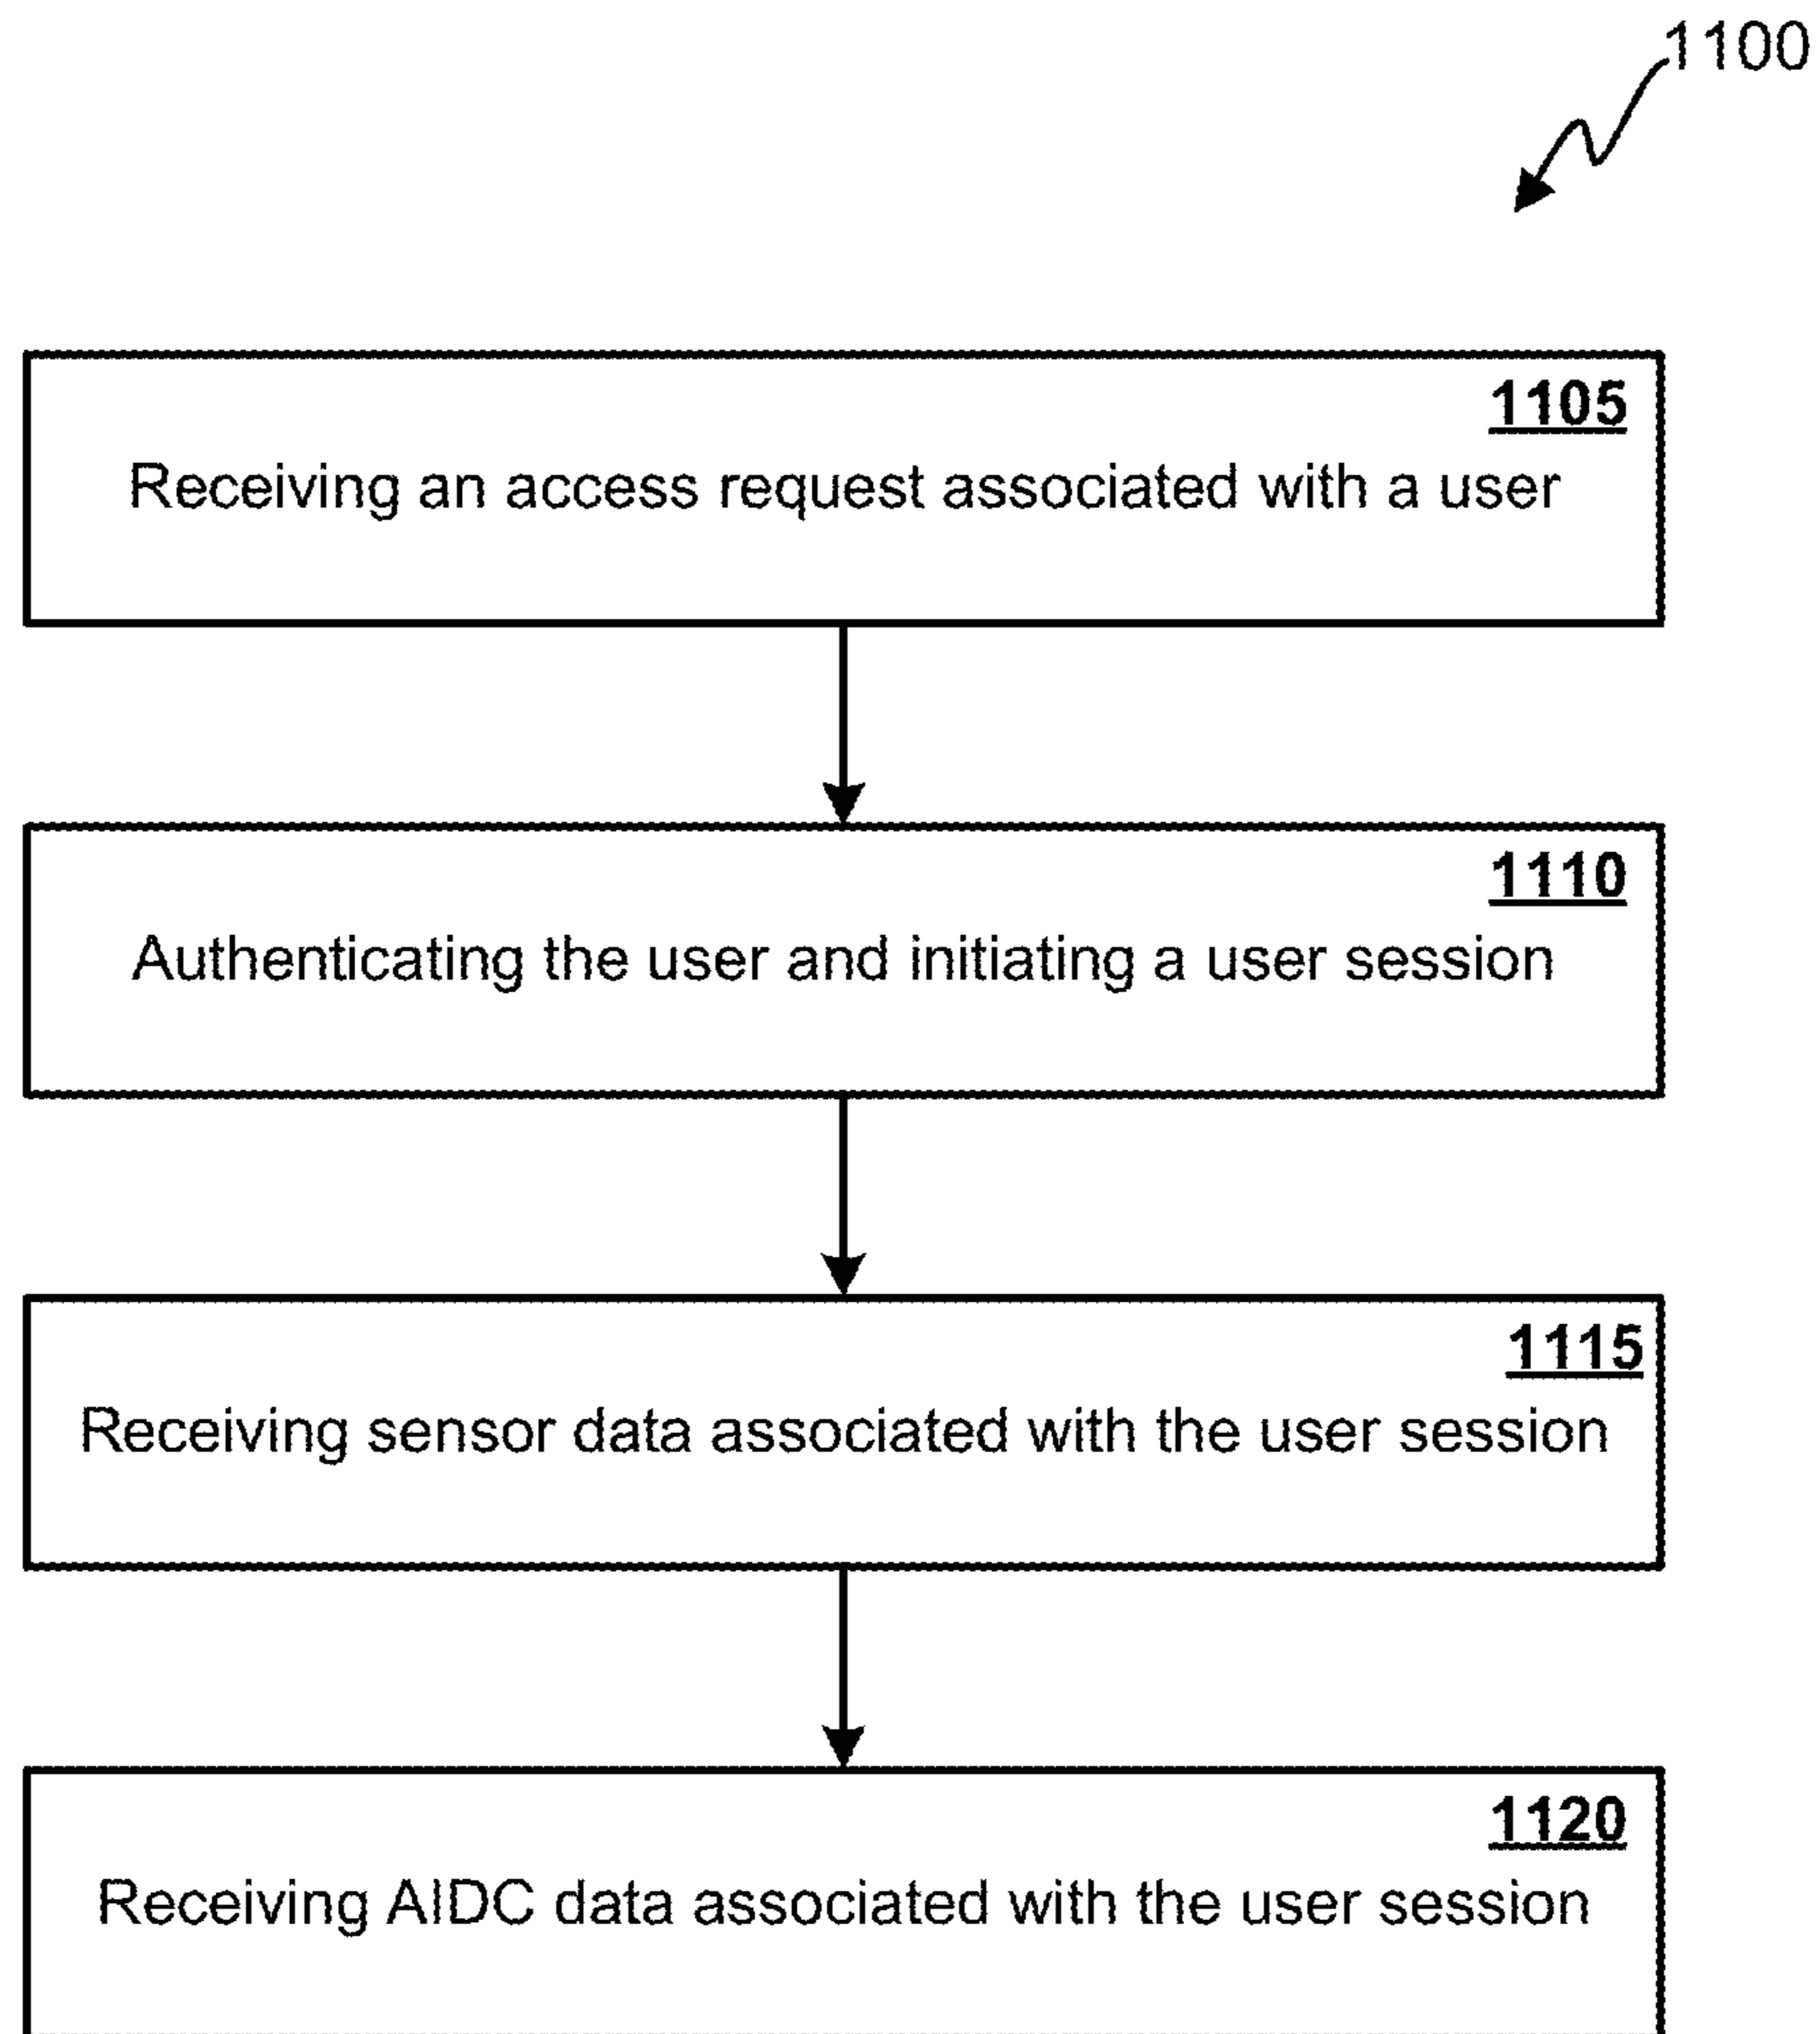 1100
1105
Receiving an access request associated with a user
1110
Authenticating the user and initiating a user session
1115
Receiving sensor data associated with the user session
1120
Receiving AIDC data associated with the user session